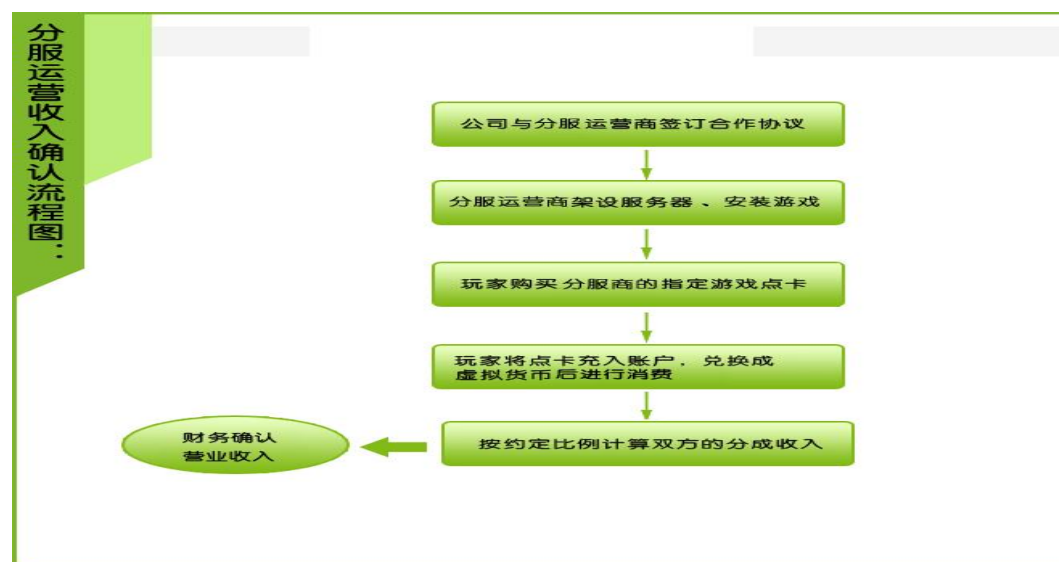 分服运营收入确认流程图：
公司与分服运营商签订合作协议
分服运营商架设服务器、安装游戏
玩家购买分服商的指定游戏点卡
玩家将点卡充入账户，兑换成
虚拟货币后进行消费
按约定比例计算双方的分成收入
财务确认
营业收入